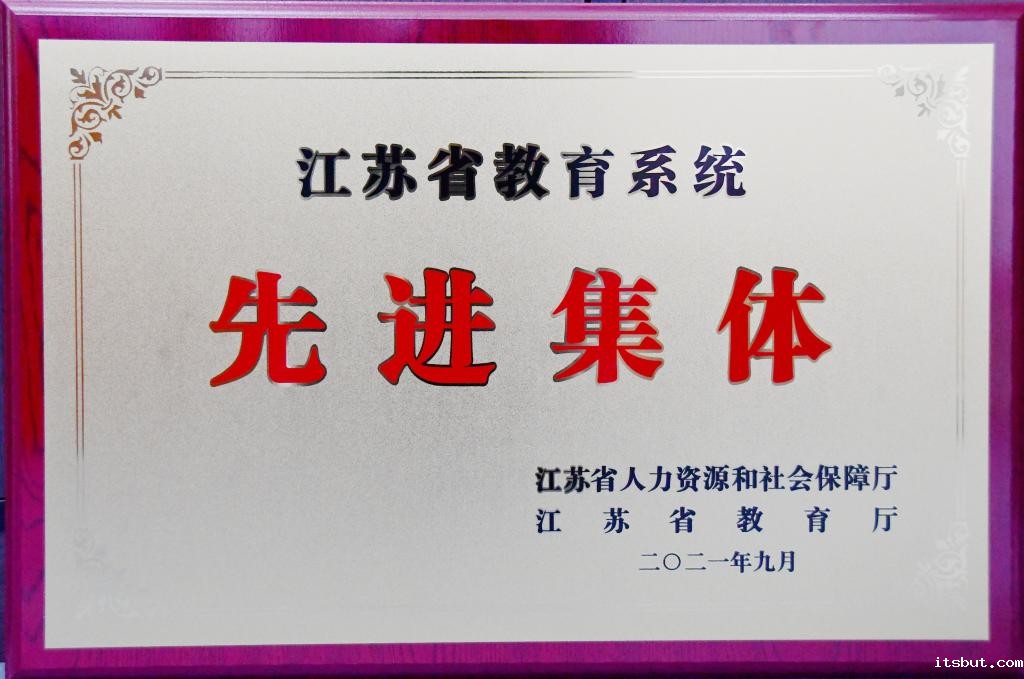 江苏省教育系统
先进集体
江苏省人力资源和社会保障厅
江苏省教育厅
二〇二一年九月
itsbut.com